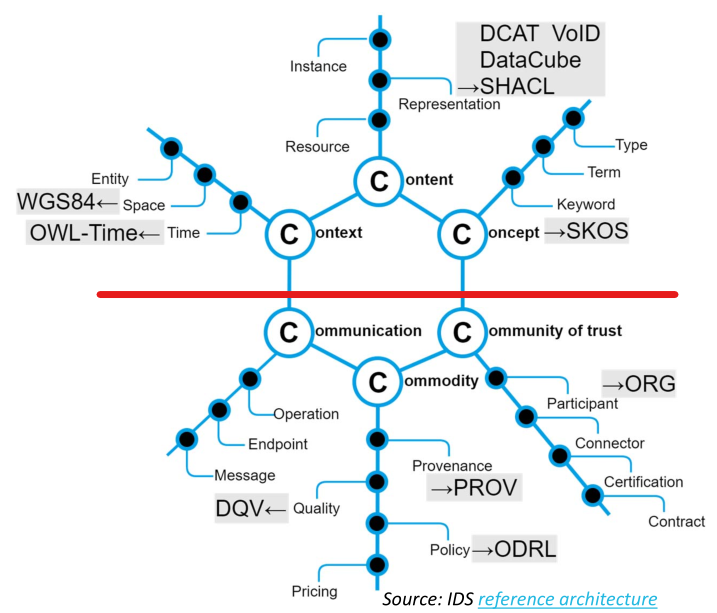 DCAT VoID
DataCube
→SHACL
Instance
Representation
Resource
Content
Type
Term
Keyword
Concept →SKOS
Entity
WGS84← Space
OWL-Time← Time
Context
Communication
Community of trust
Commodity
Operation
Endpoint
Message
→ORG
Participant
Connector
Certification
Contract
Provenance
→PROV
DQV← Quality
Policy →ODRL
Pricing
Source: IDS reference architecture